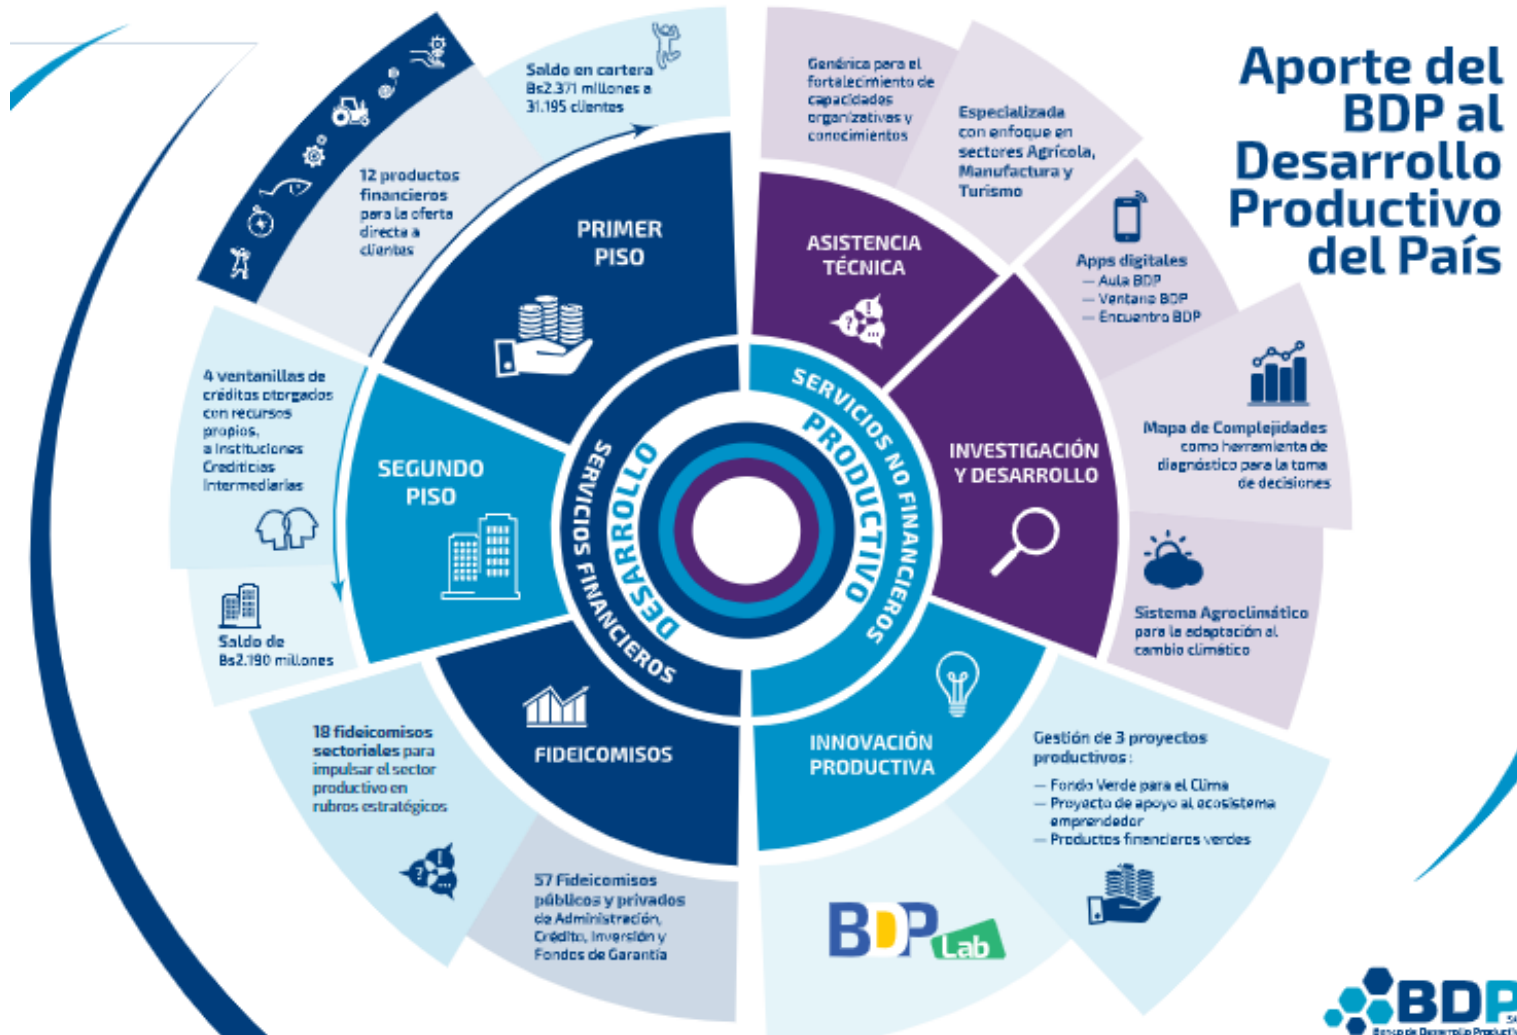 Aporte del
BDP al
Desarrollo
Productivo
del País
Saldo en cartera
Bs2.371 millones a
31.195 clientes
12 productos
financieros
para la oferta
directa a
clientes
PRIMER
PISO
4 ventanillas de
créditos otorgados
con recursos
propios,
a Instituciones
Crediticias
Intermediarias
SEGUNDO
PISO
Saldo de
Bs2.190 millones
18 fideicomisos
sectoriales para
impulsar el sector
productivo en
rubros estratégicos
FIDEICOMISOS
57 Fideicomisos
públicos y privados
de Administración,
Crédito, Inversión y
Fondos de Garantía
SERVICIOS FINANCIEROS
DESARROLLO
PRODUCTIVO
SERVICIOS NO FINANCIEROS
Genérica para el
fortalecimiento de
capacidades
organizativas y
conocimientos
Especializada
con enfoque en
sectores Agrícola,
Manufactura y
Turismo
ASISTENCIA
TÉCNICA
Apps digitales
— Aula BDP
— Ventana BDP
— Encuentro BDP
INVESTIGACIÓN
Y DESARROLLO
Mapa de Complejidades
como herramienta de
diagnóstico para la toma
de decisiones
Sistema Agroclimático
para la adaptación al
cambio climático
INNOVACIÓN
PRODUCTIVA
Gestión de 3 proyectos
productivos:
— Fondo Verde para el Clima
— Proyecto de apoyo al ecosistema
emprendedor
— Productos financieros verdes
BDP Lab
BDP
Banco de Desarrollo Productivo